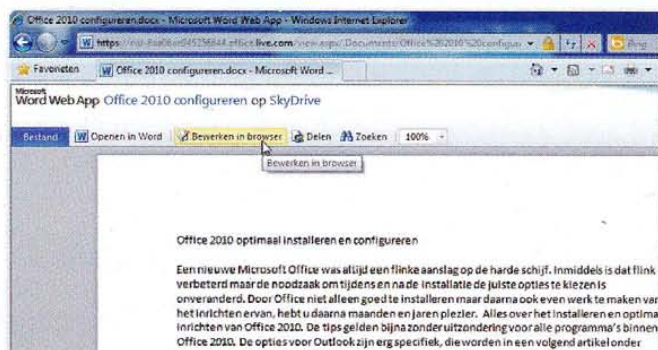 Office 2010 configureren.docx - Microsoft Word Web App - Windows Internet Explorer
https live.com
Favorieten Office 2010 configureren.docx - Microsoft Word ...
Microsoft
Word Web App Office 2010 configureren op SkyDrive
Bestand Openen in Word Bewerken in browser Delen Zoeken 100%
Bewerken in browser
Office 2010 optimaal installeren en configureren
Een nieuwe Microsoft Office was altijd een flinke aanslag op de harde schijf. Inmiddels is dat flink
verbeterd maar de noodzaak om tijdens en na de installatie de juiste opties te kiezen is
onveranderd. Door Office niet alleen goed te installeren maar daarna ook even werk te maken van
het inrichten ervan, hebt u daarna maanden en jaren plezier. Alles over het installeren en optima
inrichten van Office 2010. De tips gelden bijna zonder uitzondering voor alle programma's binnen
Office 2010. De opties voor Outlook zijn erg specifiek, die worden in een volgend artikel onder